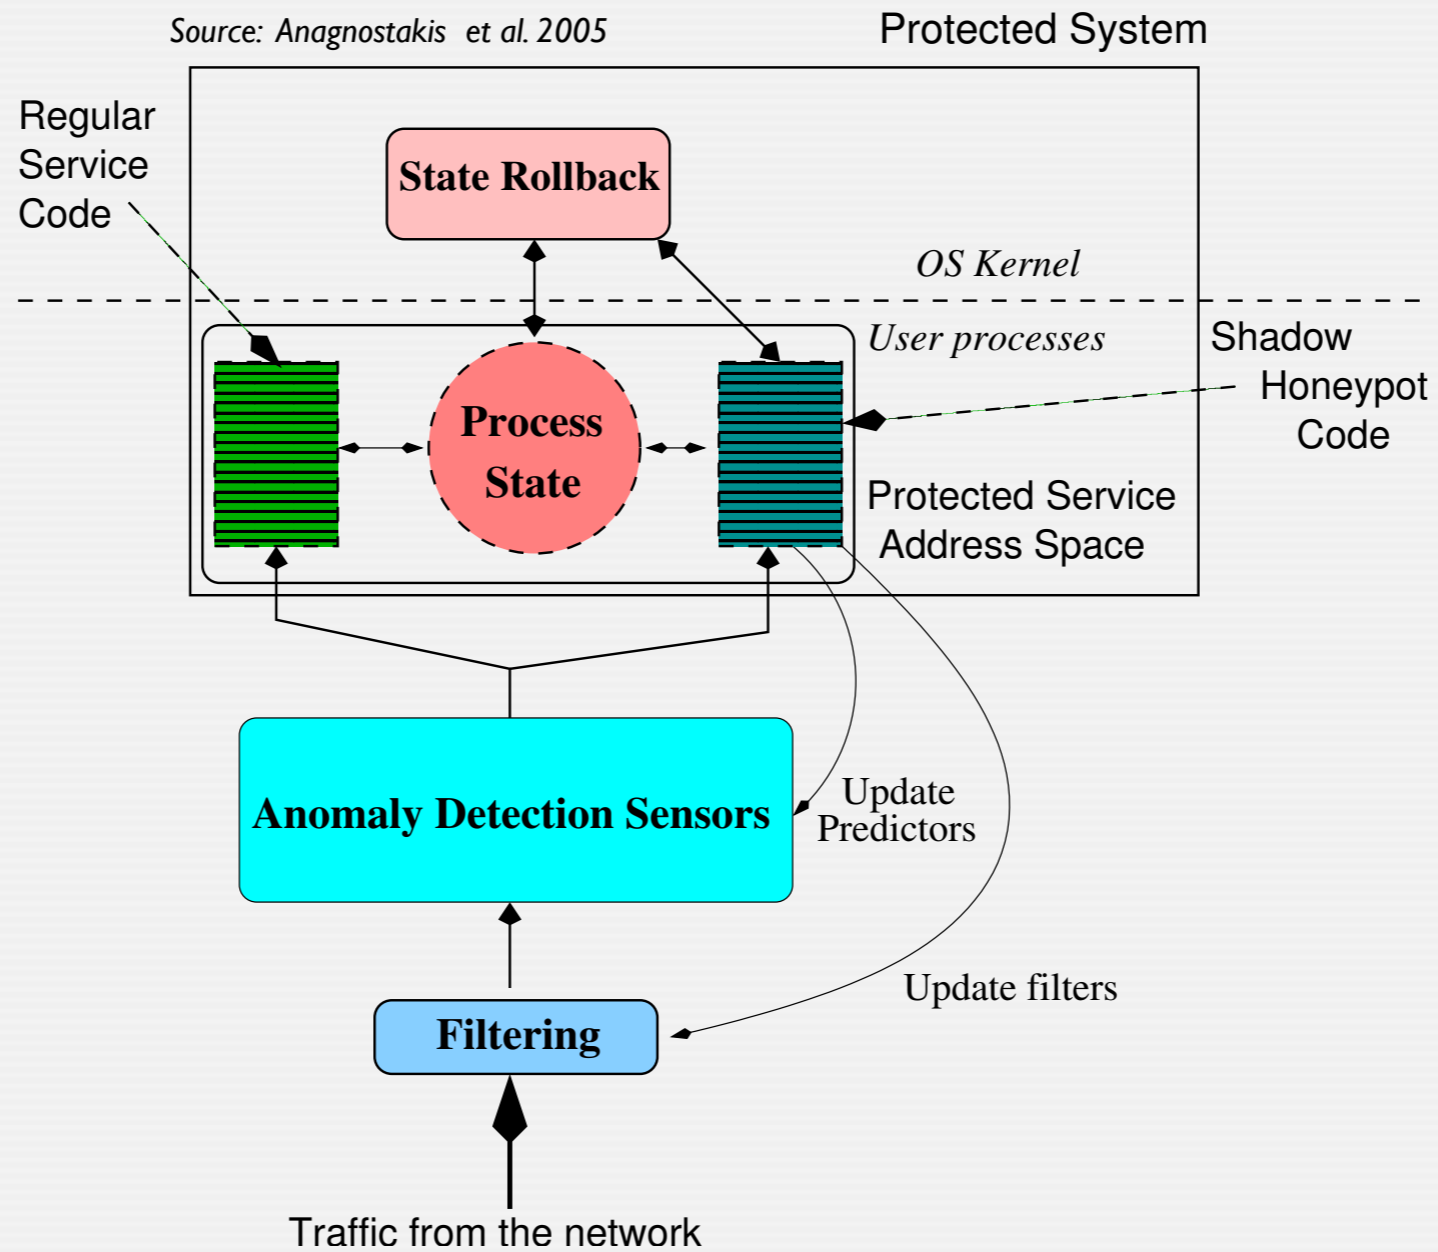 Source: Anagnostakis et al. 2005
Protected System
Regular
Service
Code
State Rollback
OS Kernel
User processes
Shadow
Honeypot
Code
Process
State
Protected Service
Address Space
Anomaly Detection Sensors
Update
Predictors
Update filters
Filtering
Traffic from the network